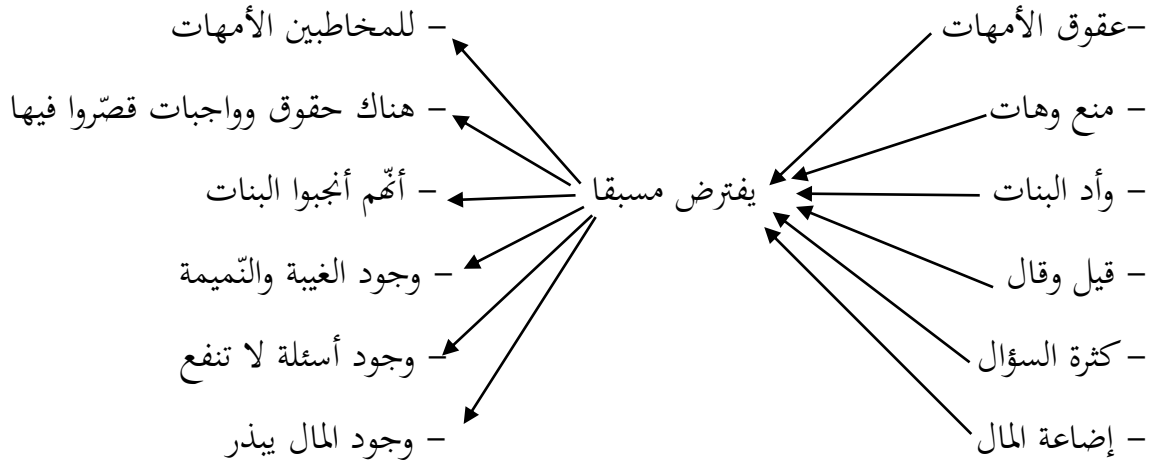 –عقوق الأمهات – للمخاطبين الأمهات
– منع وهات – هناك حقوق وواجبات قصّروا فيها
– وأد البنات يفترض مسبقا – أنّهم أنجبوا البنات
– قيل وقال – وجود الغيبة والنّميمة
– كثرة السؤال – وجود أسئلة لا تنفع
– إضاعة المال – وجود المال يبذر